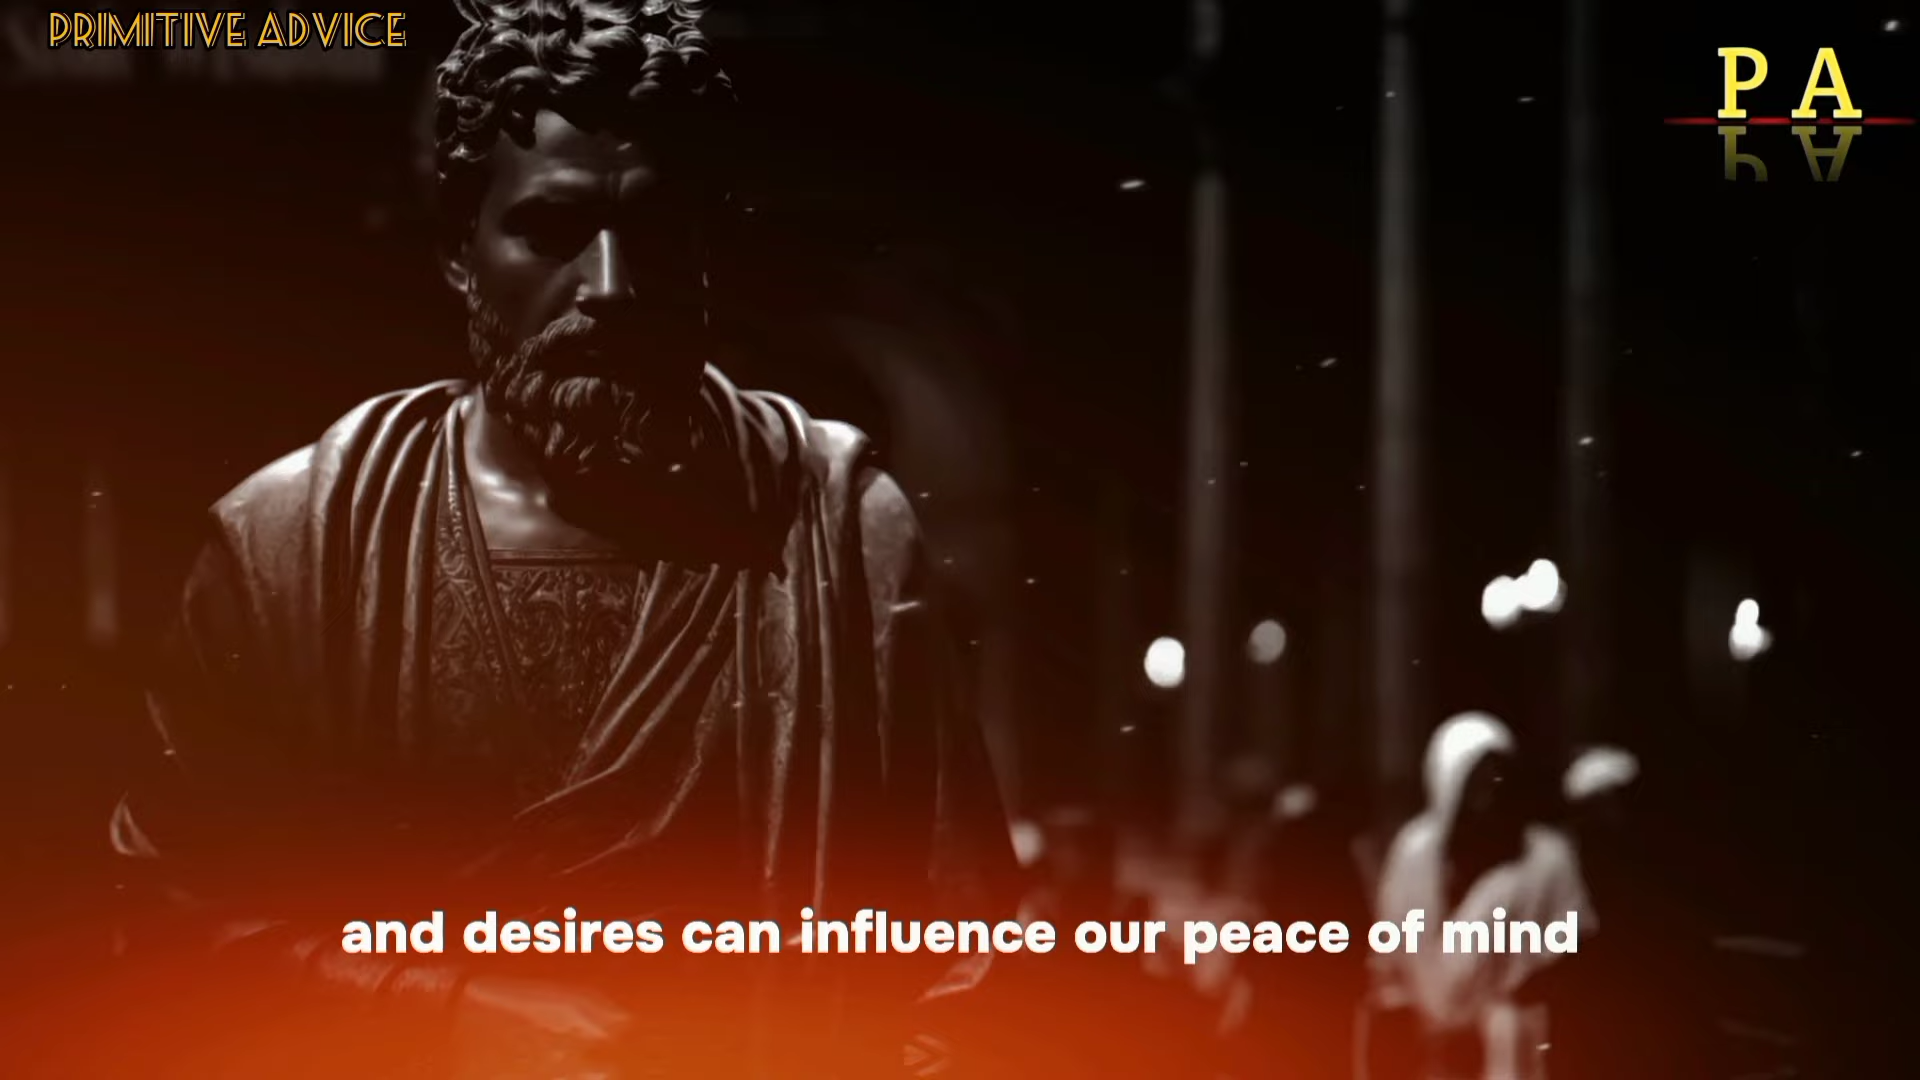 PRIMITIVE ADVICE
P A
and desires can influence our peace of mind